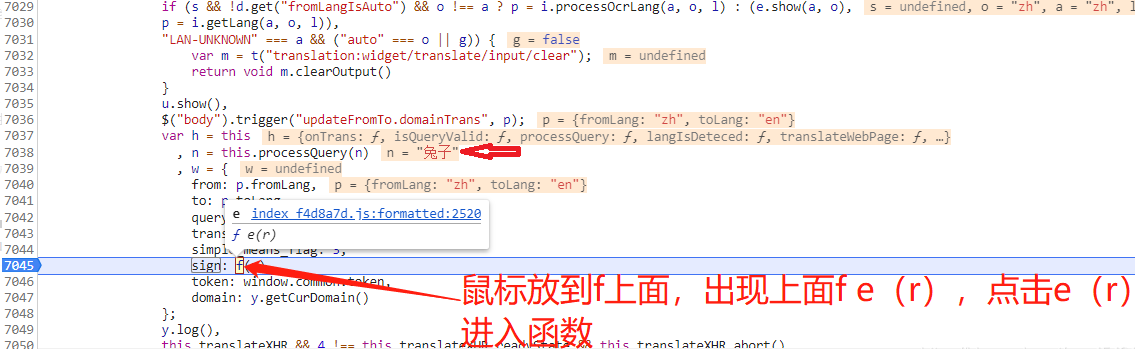 7029 if (s && !d.get("fromLangIsAuto") && o !== a ? p = i.processOcrLang(a, o, l) : (e.show(a, o), s = undefined, o = "zh", a = "zh", l
7030 p = i.getLang(a, o, l)),
7031 "LAN-UNKNOWN" === a && ("auto" === o || g)) { g = false
7032 var m = t("translation:widget/translate/input/clear"); m = undefined
7033 return void m.clearOutput()
7034 }
7035 u.show(),
7036 $("body").trigger("updateFromTo.domainTrans", p); p = {fromLang: "zh", toLang: "en"}
7037 var h = this h = {onTrans: ƒ, isQueryValid: ƒ, processQuery: ƒ, langIsDeteced: ƒ, translateWebPage: ƒ, …}
7038 , n = this.processQuery(n) n = "兔子"
7039 , w = { w = undefined
7040 from: p.fromLang, p = {fromLang: "zh", toLang: "en"}
7041 to: p.toLang
7042 query
e index_f4d8a7d.js:formatted:2520
7043 trans
ƒ e(r)
7044 simple_means_flag: 3,
7045 sign: f(
7046 token: window.common.token,
7047 domain: y.getCurDomain()
鼠标放到f上面，出现上面f e（r），点击e（r）
进入函数
7048 };
7049 y.log(),
7050 this.translateXHR && 4 !== this.translateXHR.readyState && this.translateXHR.abort()